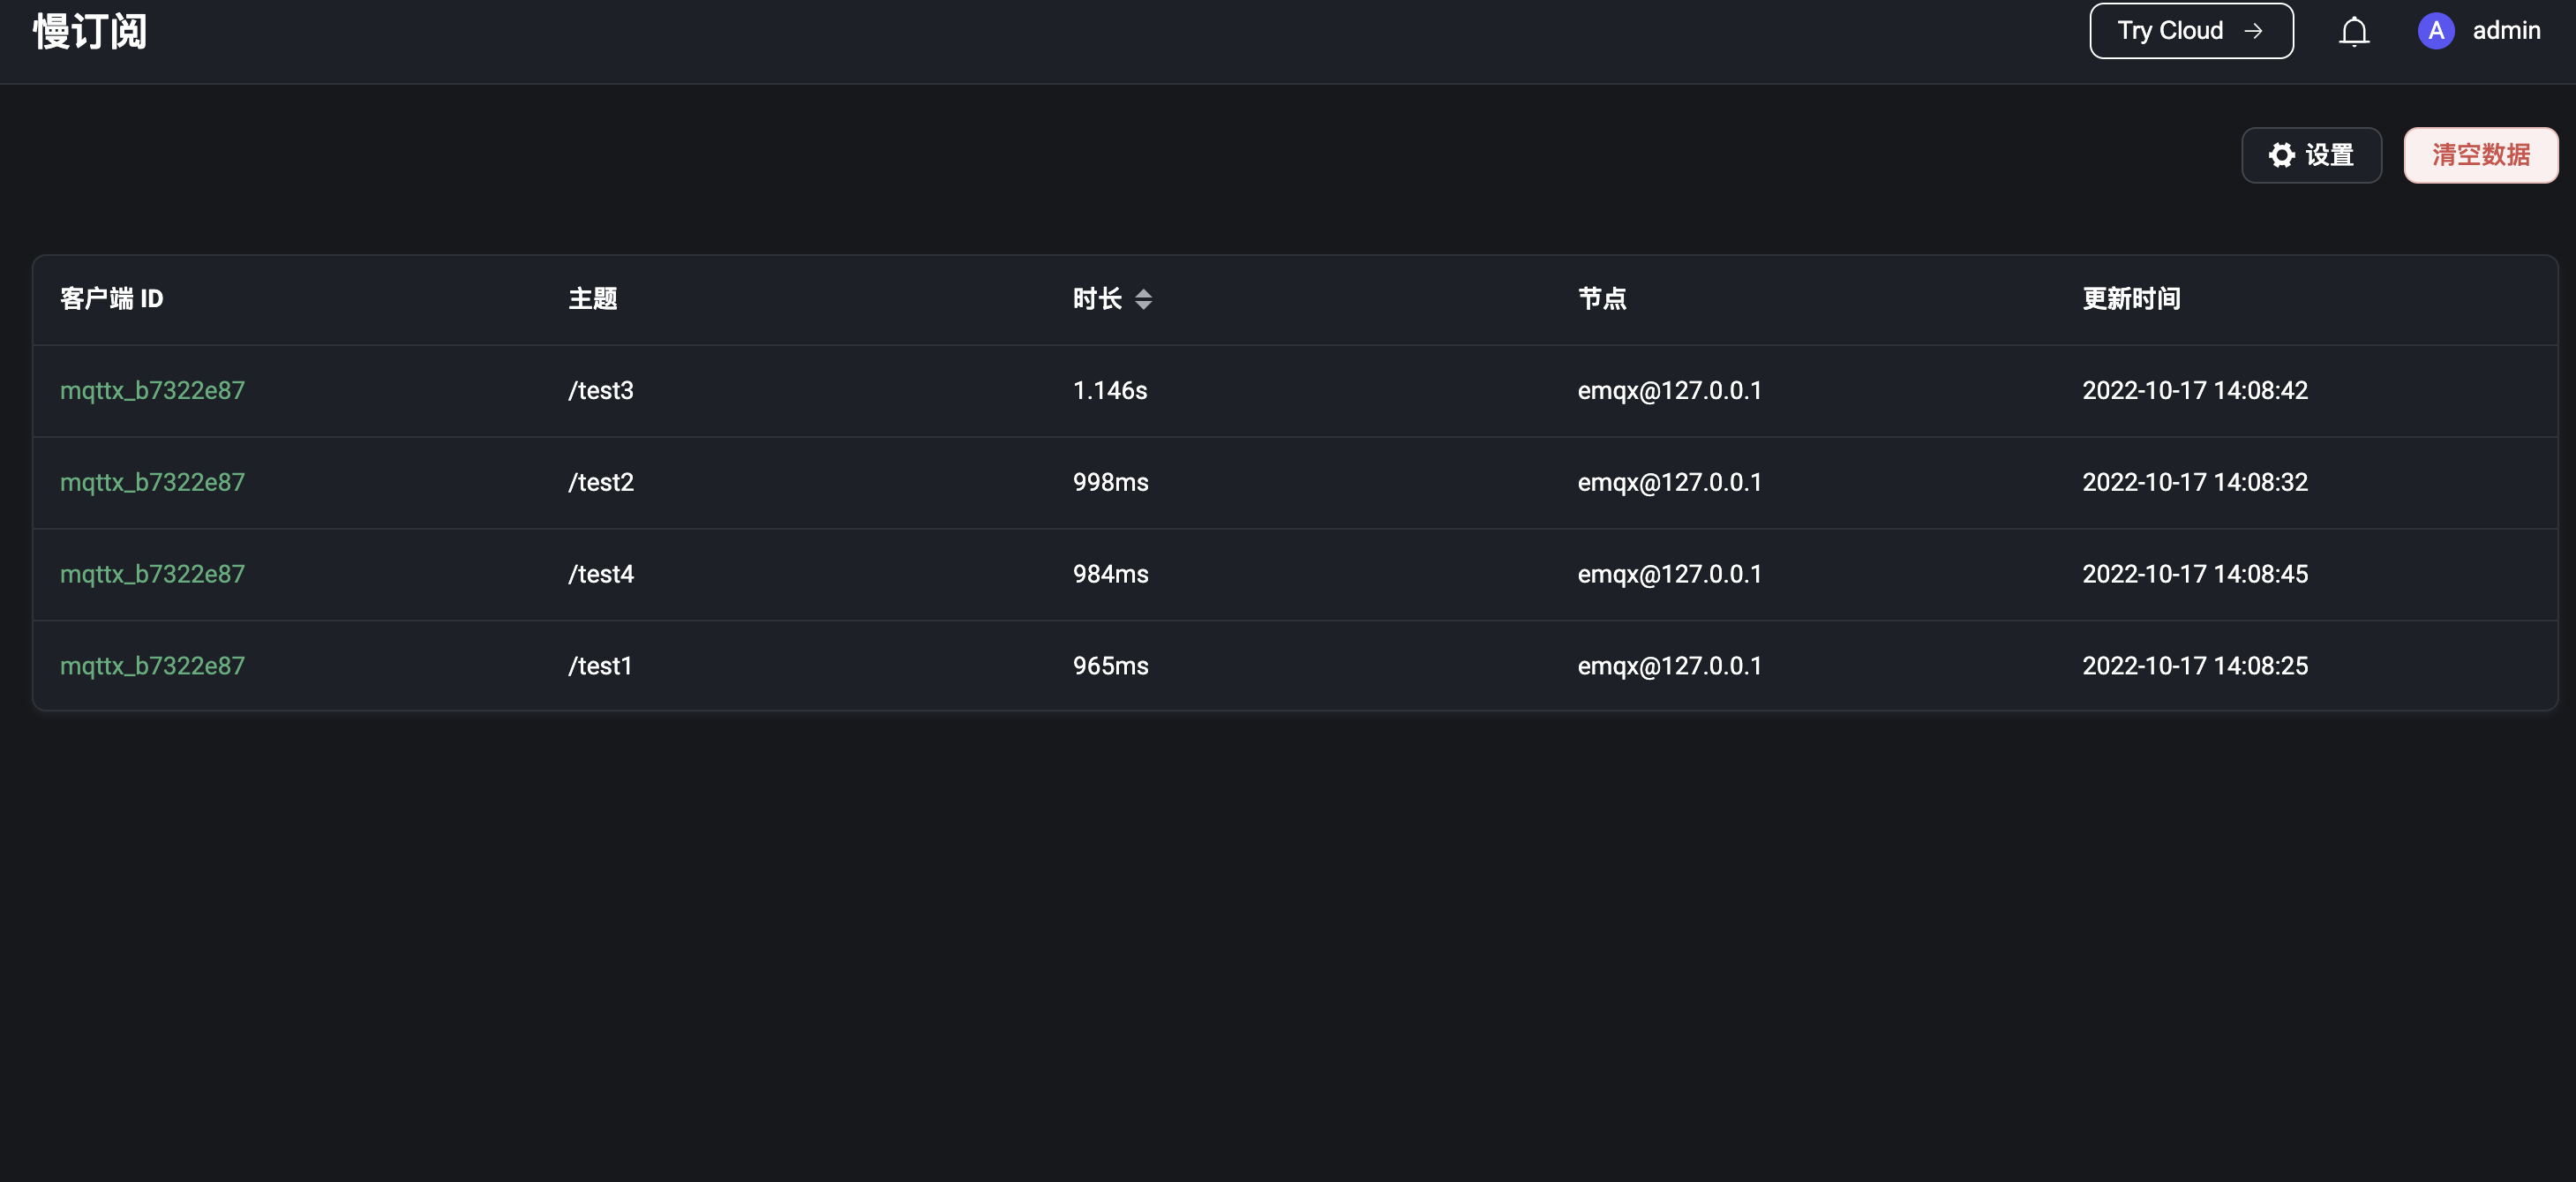 慢订阅
Try Cloud → A admin
设置 清空数据
客户端 ID 主题 时长 节点 更新时间
mqttx_b7322e87 /test3 1.146s emqx@127.0.0.1 2022-10-17 14:08:42
mqttx_b7322e87 /test2 998ms emqx@127.0.0.1 2022-10-17 14:08:32
mqttx_b7322e87 /test4 984ms emqx@127.0.0.1 2022-10-17 14:08:45
mqttx_b7322e87 /test1 965ms emqx@127.0.0.1 2022-10-17 14:08:25